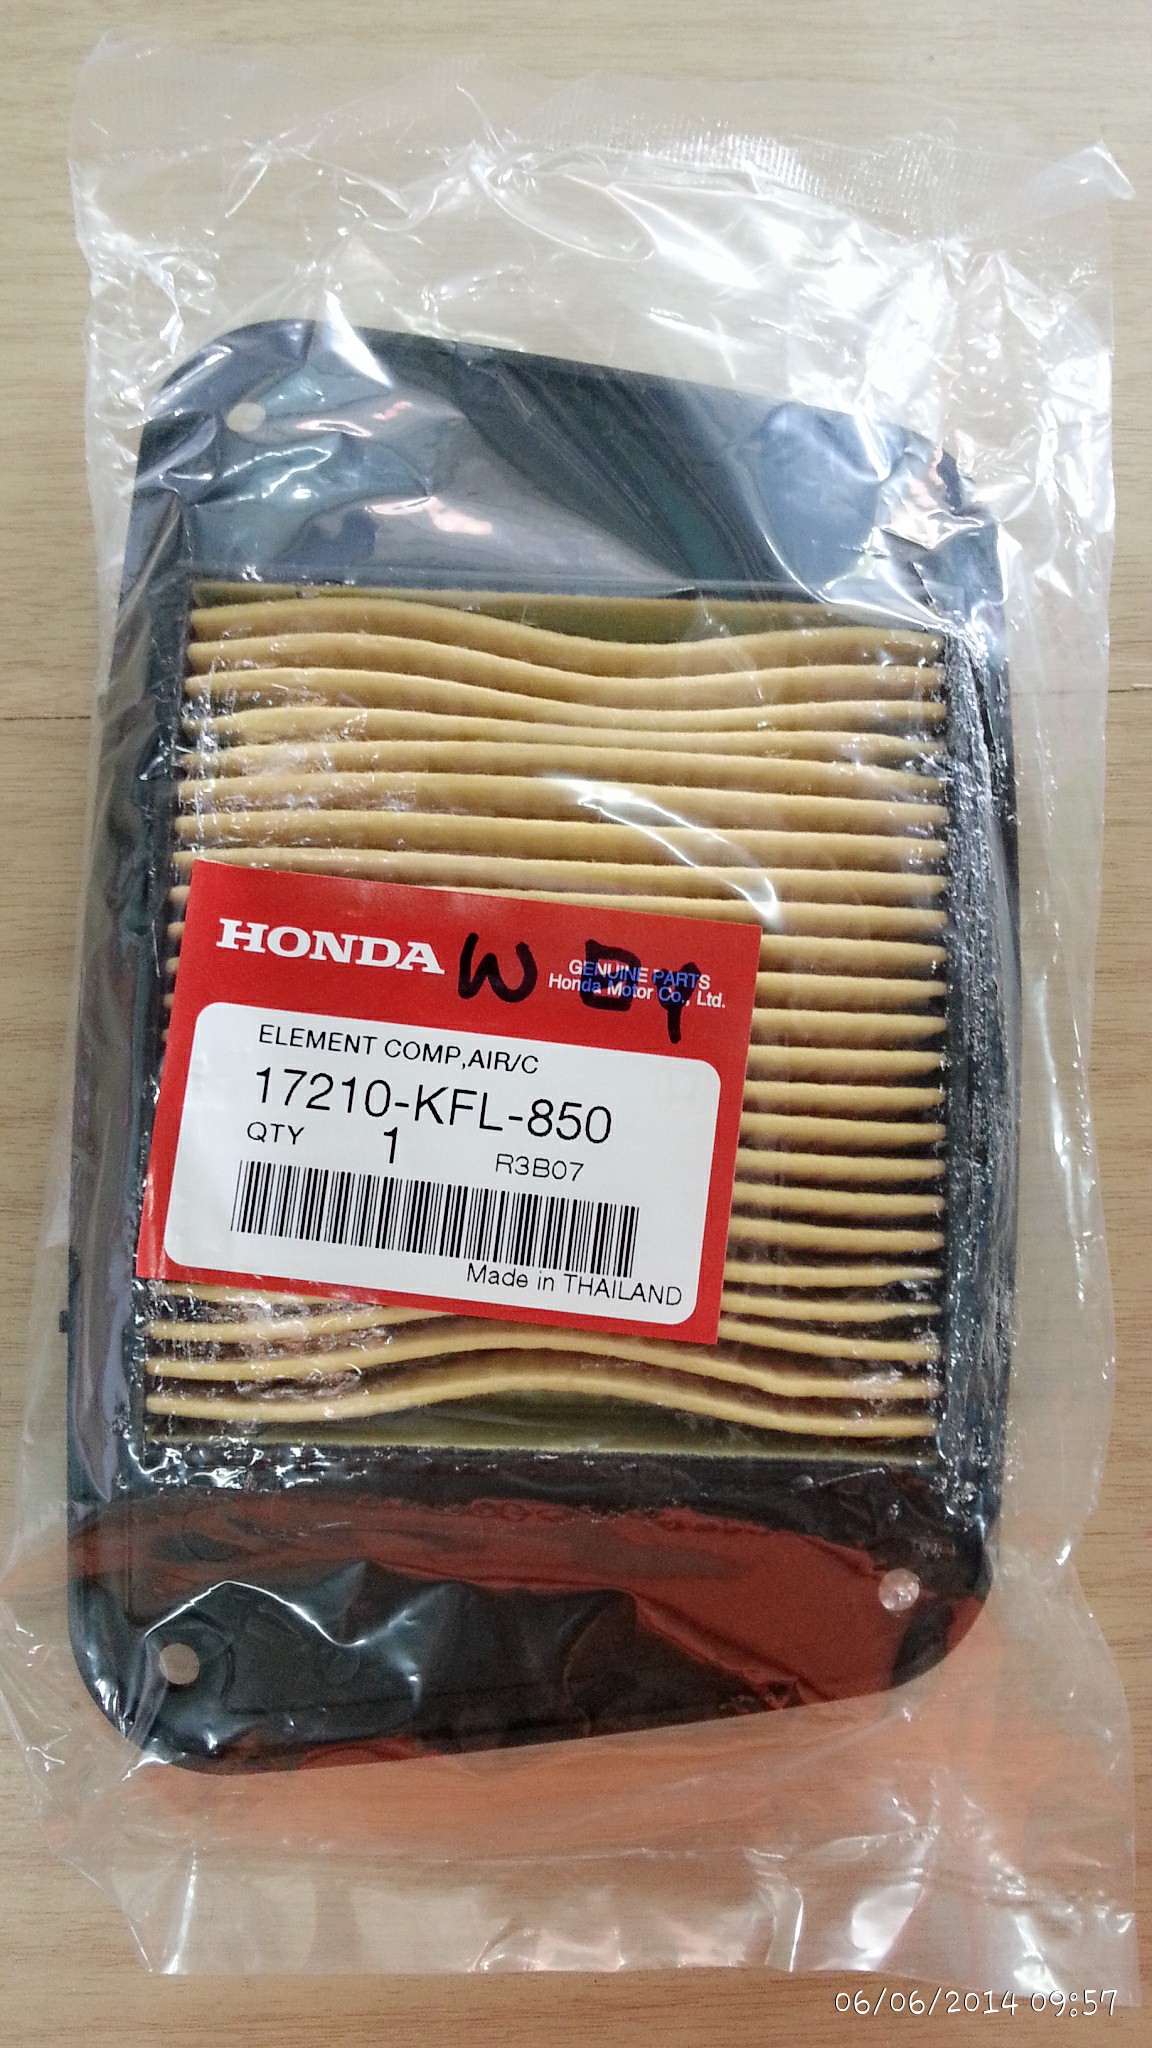 HONDA W
GENUINE PARTS
Honda Motor Co., Ltd.
ELEMENT COMP,AIR/C
17210-KFL-850
QTY 1 R3B07
Made in THAILAND
06/06/2014 09:57